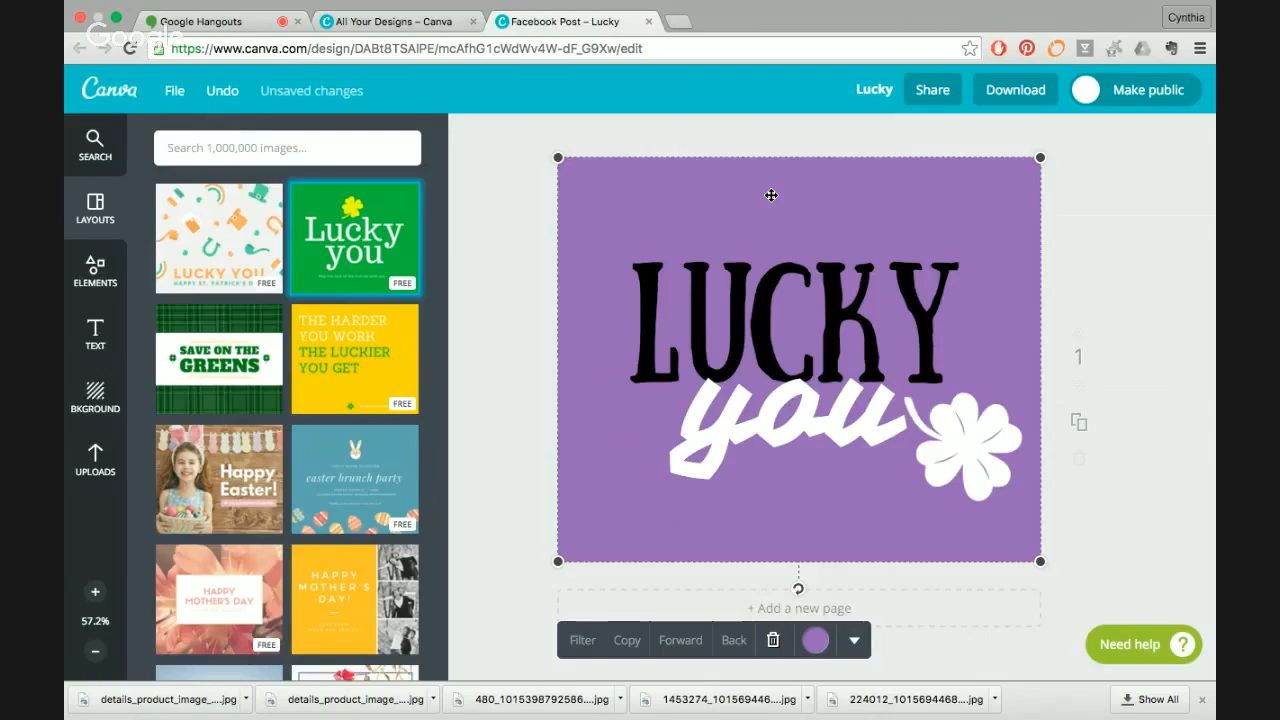 Google Hangouts
All Your Designs – Canva
Facebook Post – Lucky
Cynthia
Google
https://www.canva.com/design/DABt8TSAlPE/mcAfhG1cWdWv4W-dF_G9Xw/edit
Canva
File
Undo
Unsaved changes
Lucky
Share
Download
Make public
SEARCH
LAYOUTS
ELEMENTS
TEXT
BKGROUND
UPLOADS
+
57.2%
Search 1,000,000 images...
LUCKY YOU
FREE
Lucky
you
FREE
SAVE ON THE
GREENS
THE HARDER
YOU WORK
THE LUCKIER
YOU GET
FREE
Happy
Easter!
easter brunch party
FREE
HAPPY
MOTHER'S DAY
FREE
HAPPY
MOTHER'S
DAY!
LUCKY
you
1
+ Add a new page
Filter
Copy
Forward
Back
Need help ?
details_product_image_....jpg
details_product_image_....jpg
480_1015398792586....jpg
1453274_101569446....jpg
224012_1015694468....jpg
Show All